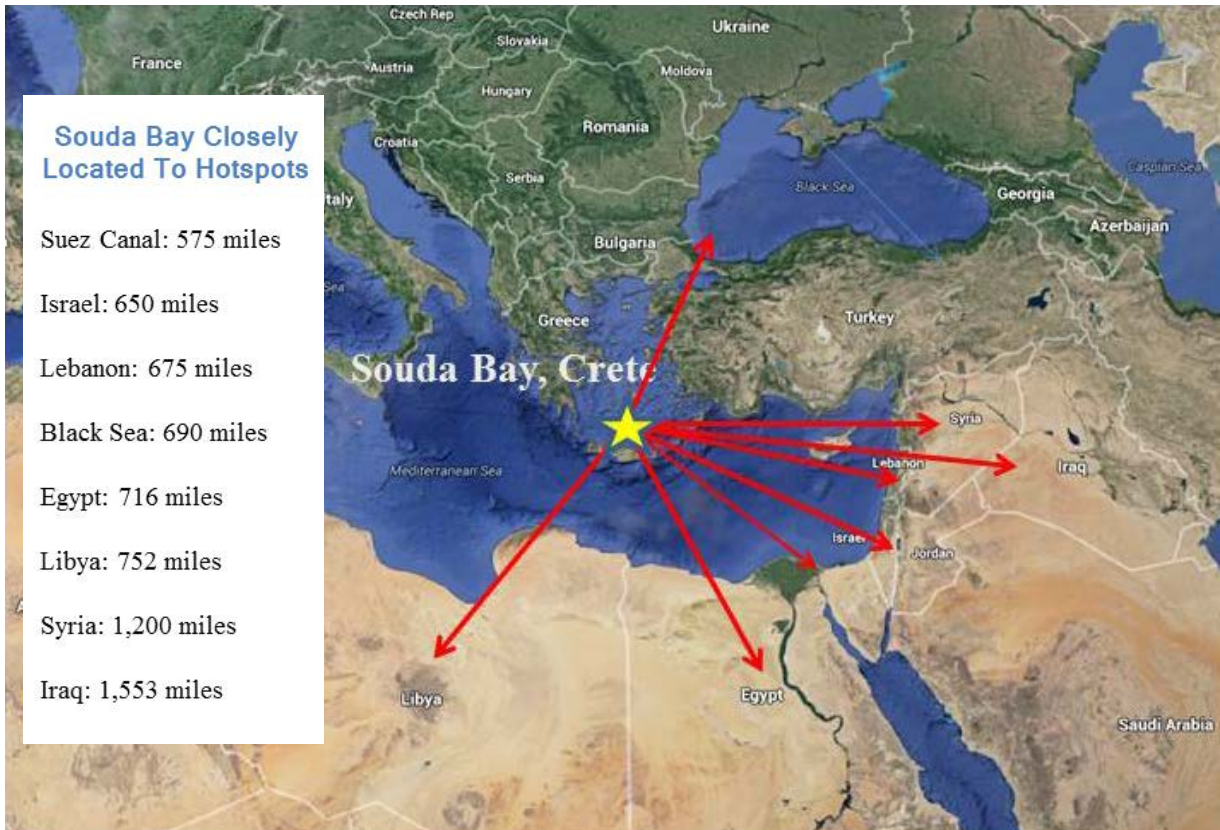 Souda Bay Closely
Located To Hotspots
Suez Canal: 575 miles
Israel: 650 miles
Lebanon: 675 miles
Black Sea: 690 miles
Egypt: 716 miles
Libya: 752 miles
Syria: 1,200 miles
Iraq: 1,553 miles
Czech Rep
Ukraine
Slovakia
France
Austria
Moldova
Hungary
Romania
Croatia
Caspian Sea
Serbia
Black Sea
Georgia
Italy
Azerbaijan
Bulgaria
Sea
Greece
Turkey
Souda Bay, Crete
Syria
Mediterranean Sea
Lebanon
Iraq
Israel
Jordan
Libya
Egypt
Saudi Arabia